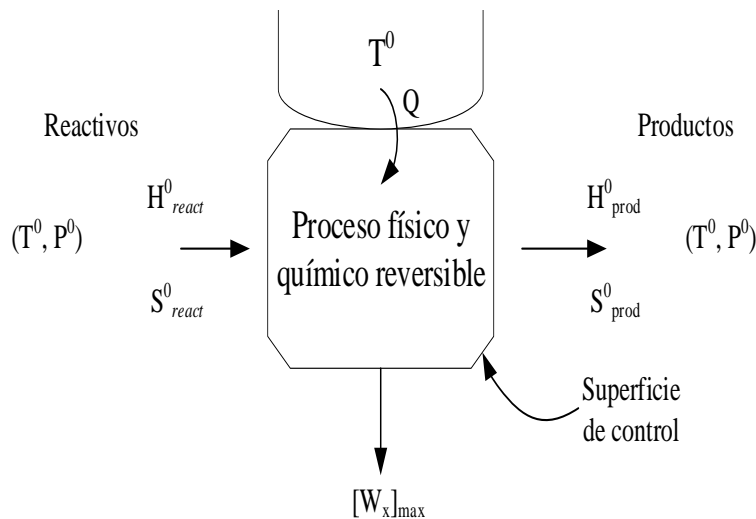 T⁰
Q
Reactivos
Productos
H⁰react
H⁰prod
(T⁰, P⁰)
Proceso físico y
químico reversible
(T⁰, P⁰)
S⁰react
S⁰prod
Superficie
de control
[Wx]max